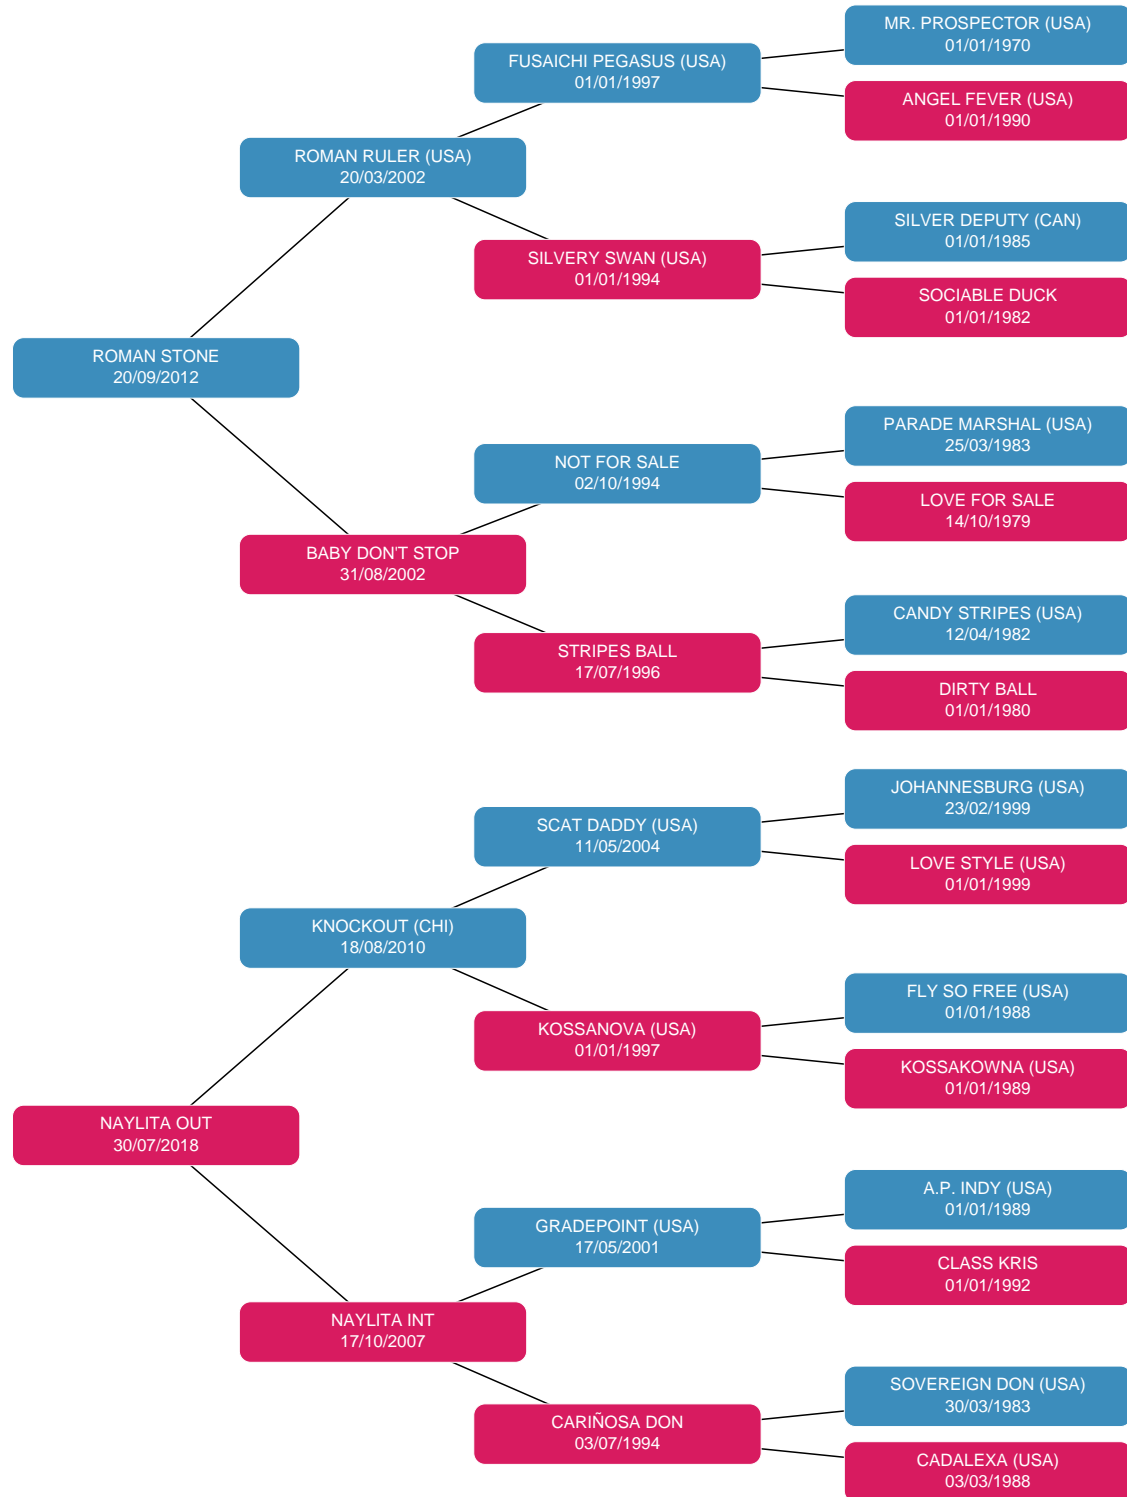 MR. PROSPECTOR (USA)
01/01/1970
FUSAICHI PEGASUS (USA)
01/01/1997
ANGEL FEVER (USA)
01/01/1990
ROMAN RULER (USA)
20/03/2002
SILVER DEPUTY (CAN)
01/01/1985
SILVERY SWAN (USA)
01/01/1994
SOCIABLE DUCK
01/01/1982
ROMAN STONE
20/09/2012
PARADE MARSHAL (USA)
25/03/1983
NOT FOR SALE
02/10/1994
LOVE FOR SALE
14/10/1979
BABY DON'T STOP
31/08/2002
CANDY STRIPES (USA)
12/04/1982
STRIPES BALL
17/07/1996
DIRTY BALL
01/01/1980
JOHANNESBURG (USA)
23/02/1999
SCAT DADDY (USA)
11/05/2004
LOVE STYLE (USA)
01/01/1999
KNOCKOUT (CHI)
18/08/2010
FLY SO FREE (USA)
01/01/1988
KOSSANOVA (USA)
01/01/1997
KOSSAKOWNA (USA)
01/01/1989
NAYLITA OUT
30/07/2018
A.P. INDY (USA)
01/01/1989
GRADEPOINT (USA)
17/05/2001
CLASS KRIS
01/01/1992
NAYLITA INT
17/10/2007
SOVEREIGN DON (USA)
30/03/1983
CARIÑOSA DON
03/07/1994
CADALEXA (USA)
03/03/1988